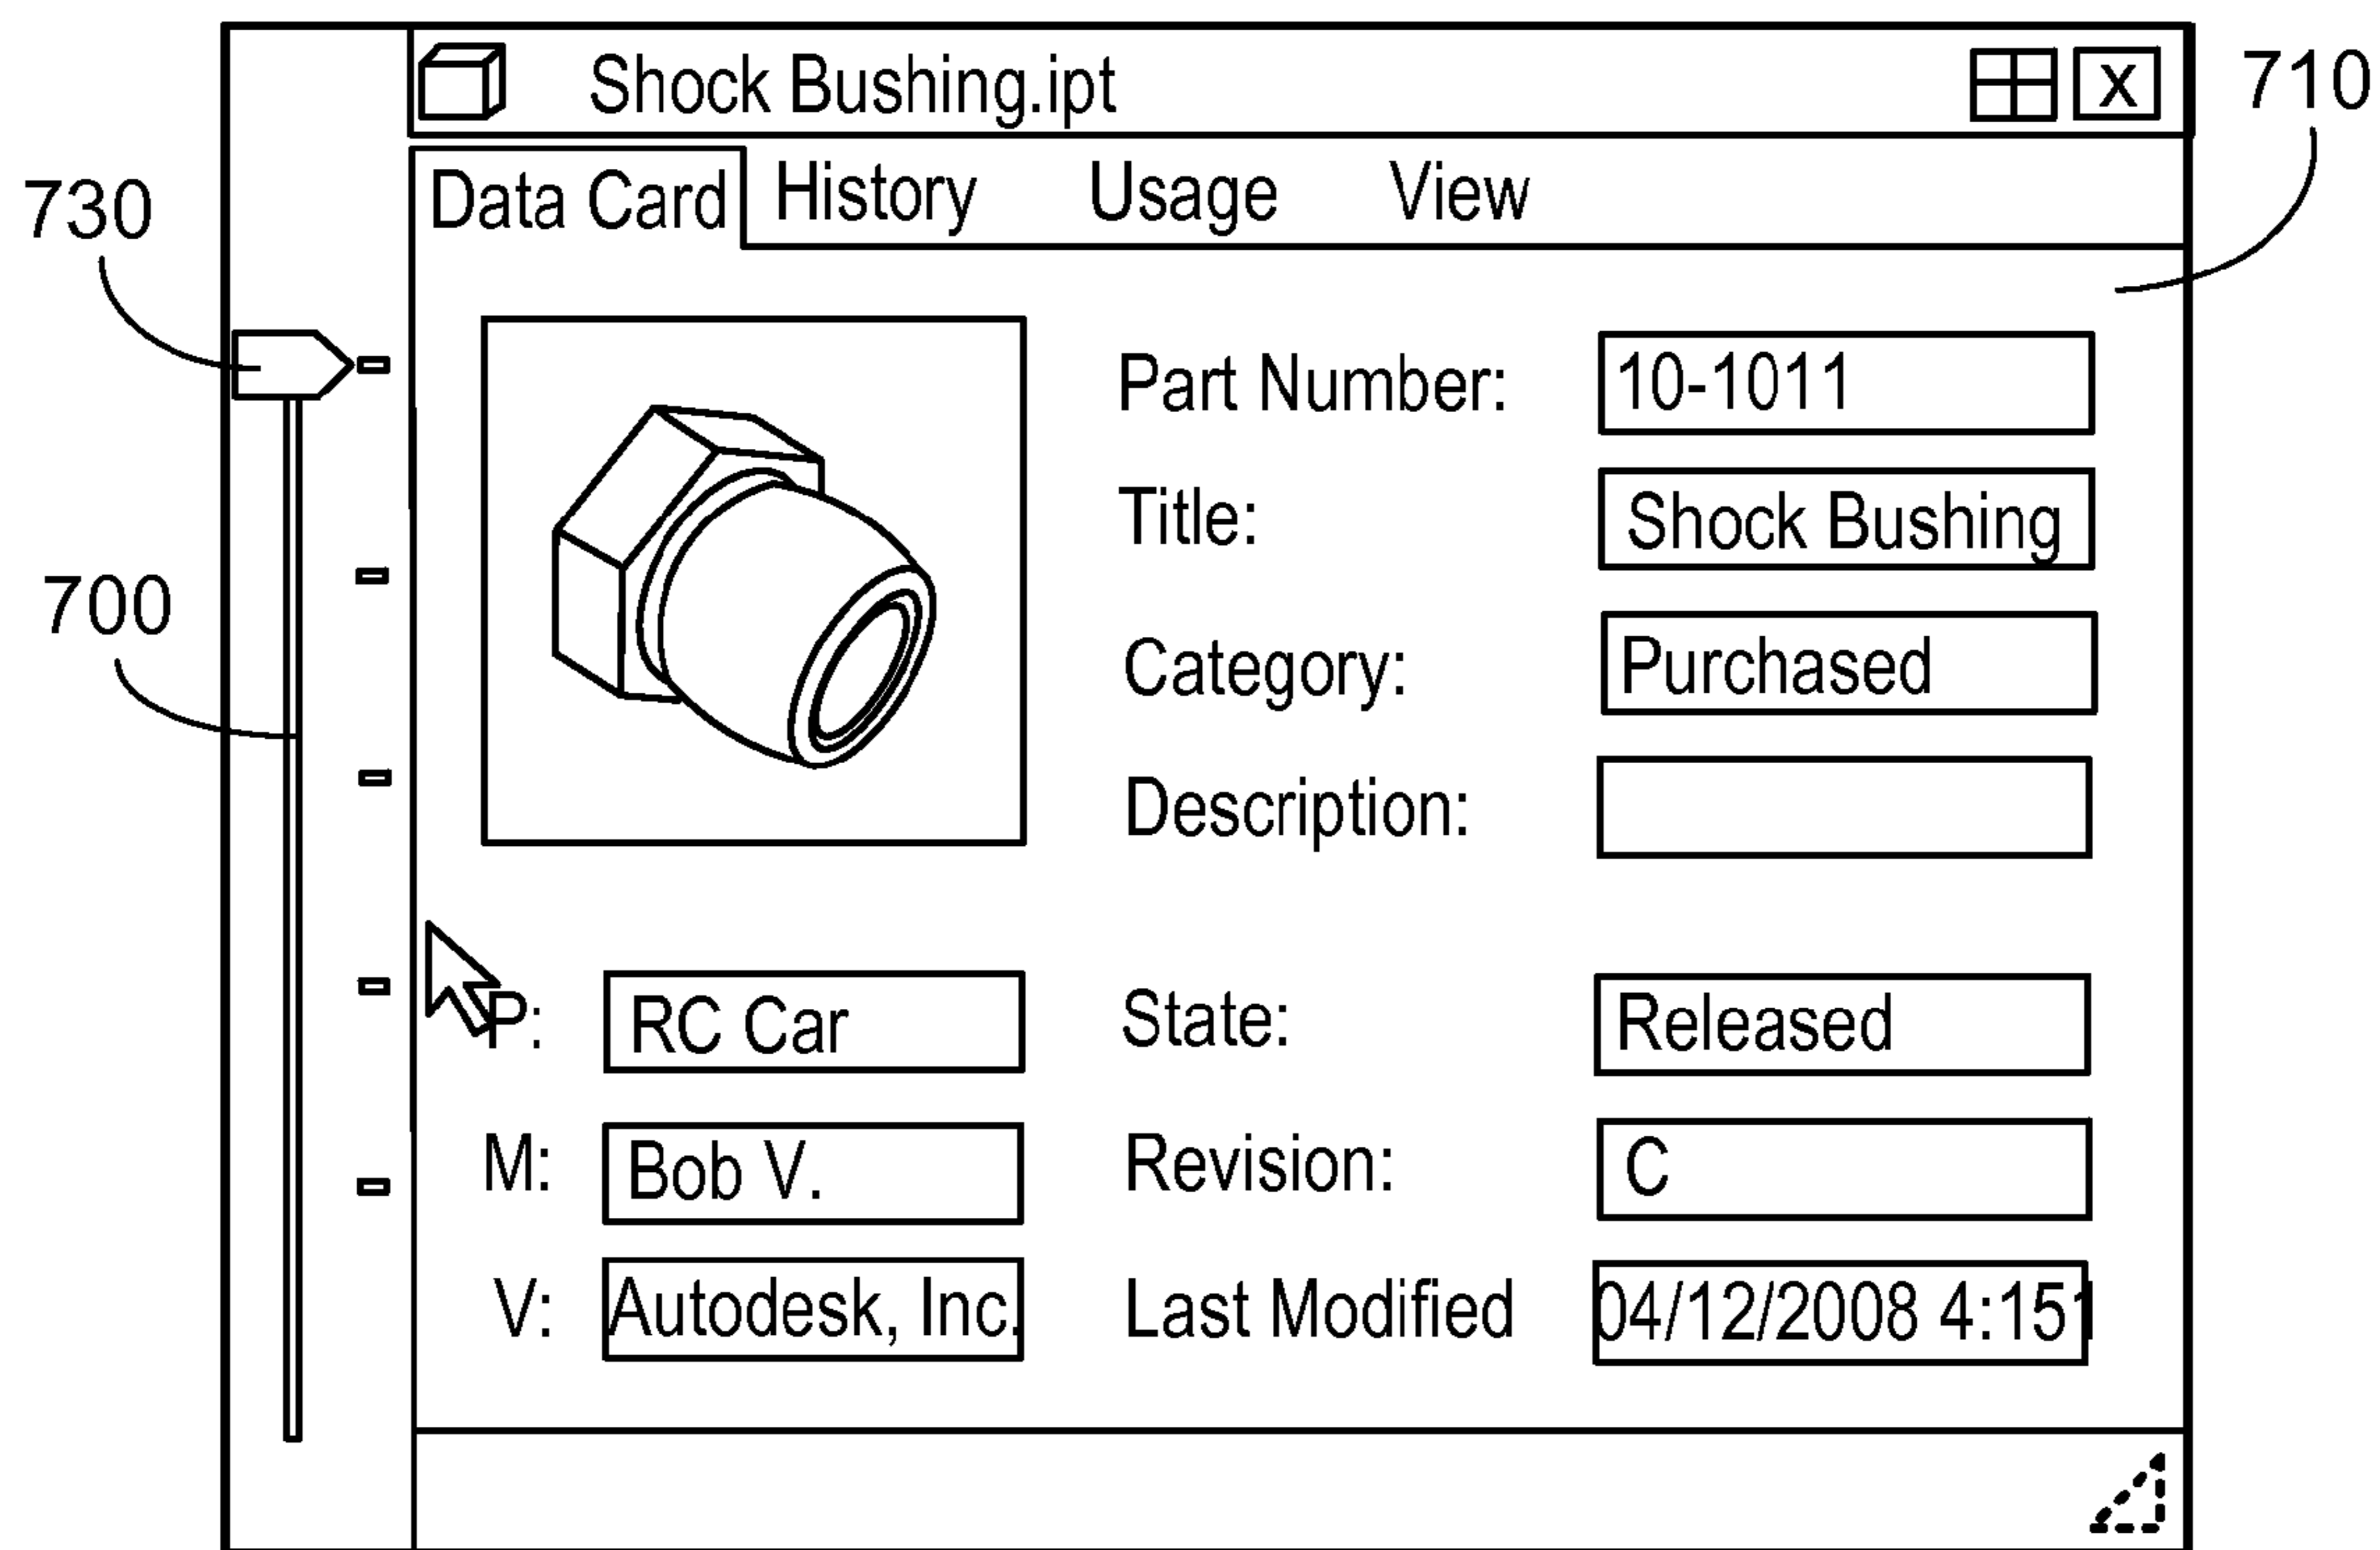 Shock Bushing.ipt X 710
730 Data Card History Usage View
Part Number: 10-1011
Title: Shock Bushing
700
Category: Purchased
Description:
P: RC Car State: Released
M: Bob V. Revision: C
V: Autodesk, Inc. Last Modified 04/12/2008 4:151